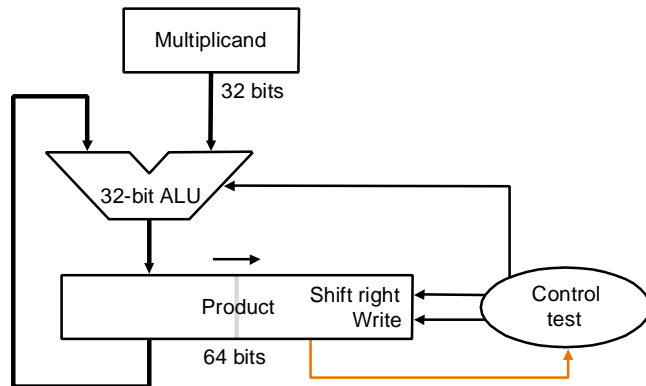 Multiplicand
32 bits
32-bit ALU
Product
Shift right
Write
64 bits
Control
test